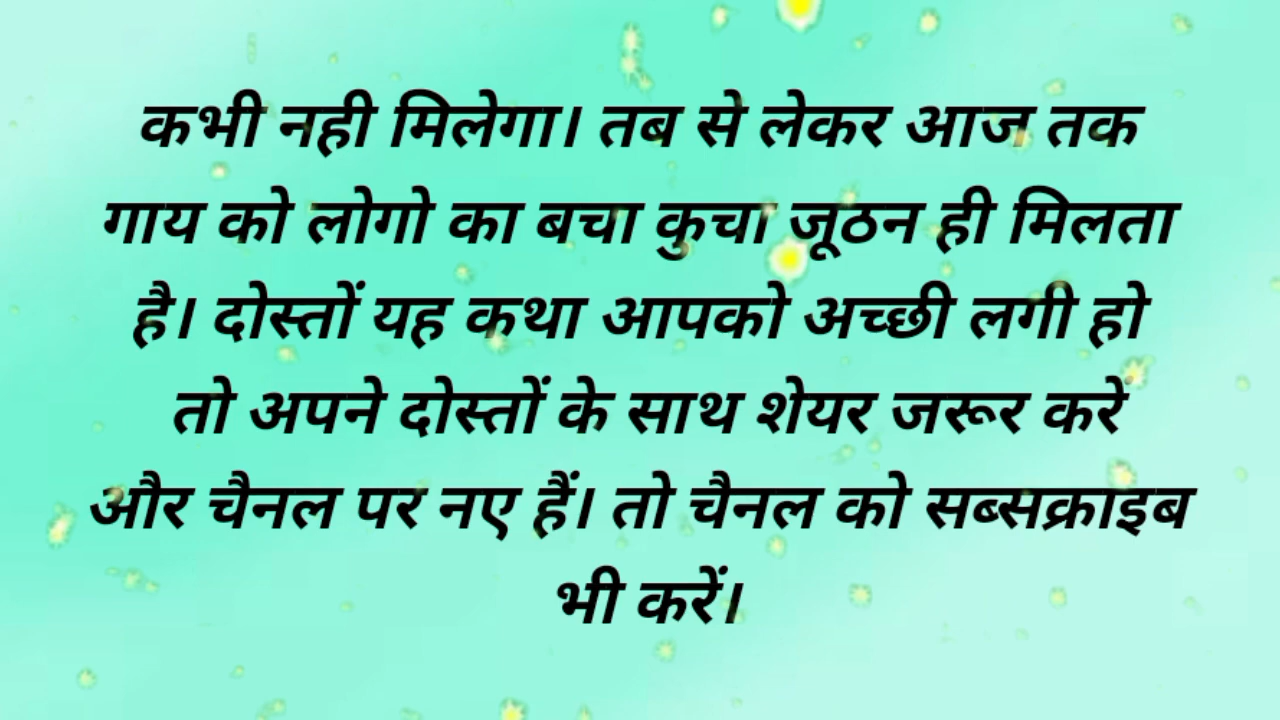 कभी नही मिलेगा। तब से लेकर आज तक
गाय को लोगो का बचा कुचा जूठन ही मिलता
है। दोस्तों यह कथा आपको अच्छी लगी हो
तो अपने दोस्तों के साथ शेयर जरूर करें
और चैनल पर नए हैं। तो चैनल को सब्सक्राइब
भी करें।